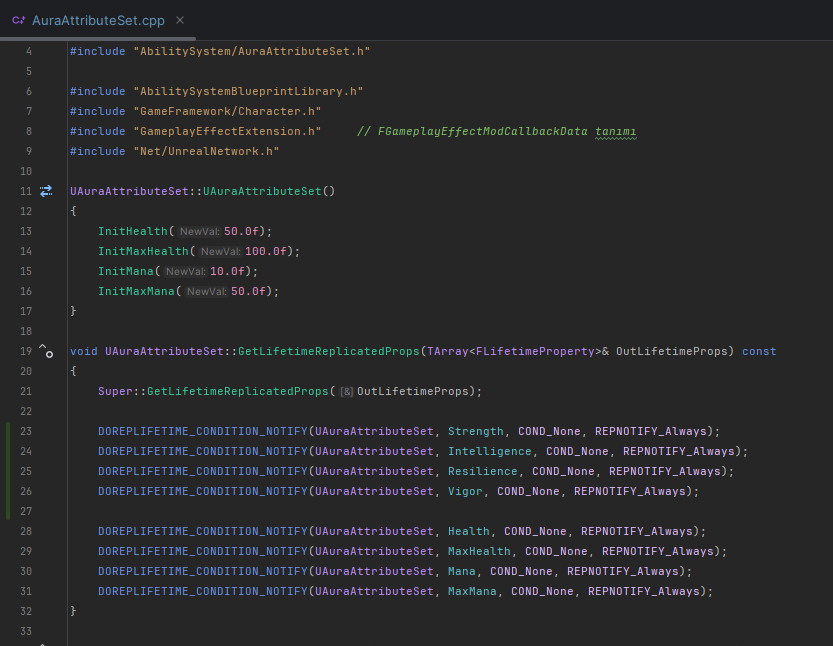 C+ AuraAttributeSet.cpp ×
4 #include "AbilitySystem/AuraAttributeSet.h"
5
6 #include "AbilitySystemBlueprintLibrary.h"
7 #include "GameFramework/Character.h"
8 #include "GameplayEffectExtension.h" // FGameplayEffectModCallbackData tanımı
9 #include "Net/UnrealNetwork.h"
10
11 UAuraAttributeSet::UAuraAttributeSet()
12 {
13 InitHealth( NewVal: 50.0f);
14 InitMaxHealth( NewVal: 100.0f);
15 InitMana( NewVal: 10.0f);
16 InitMaxMana( NewVal: 50.0f);
17 }
18
19 void UAuraAttributeSet::GetLifetimeReplicatedProps(TArray<FLifetimeProperty>& OutLifetimeProps) const
20 {
21 Super::GetLifetimeReplicatedProps( [&] OutLifetimeProps);
22
23 DOREPLIFETIME_CONDITION_NOTIFY(UAuraAttributeSet, Strength, COND_None, REPNOTIFY_Always);
24 DOREPLIFETIME_CONDITION_NOTIFY(UAuraAttributeSet, Intelligence, COND_None, REPNOTIFY_Always);
25 DOREPLIFETIME_CONDITION_NOTIFY(UAuraAttributeSet, Resilience, COND_None, REPNOTIFY_Always);
26 DOREPLIFETIME_CONDITION_NOTIFY(UAuraAttributeSet, Vigor, COND_None, REPNOTIFY_Always);
27
28 DOREPLIFETIME_CONDITION_NOTIFY(UAuraAttributeSet, Health, COND_None, REPNOTIFY_Always);
29 DOREPLIFETIME_CONDITION_NOTIFY(UAuraAttributeSet, MaxHealth, COND_None, REPNOTIFY_Always);
30 DOREPLIFETIME_CONDITION_NOTIFY(UAuraAttributeSet, Mana, COND_None, REPNOTIFY_Always);
31 DOREPLIFETIME_CONDITION_NOTIFY(UAuraAttributeSet, MaxMana, COND_None, REPNOTIFY_Always);
32 }
33